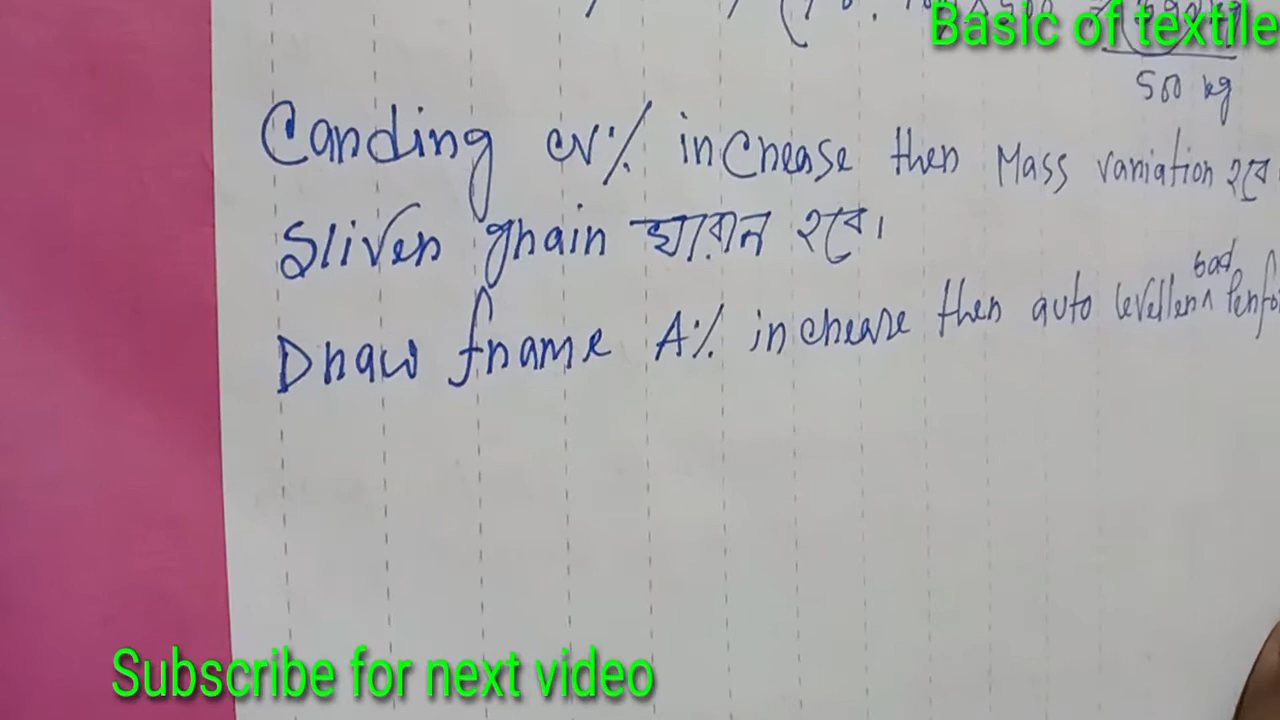 Basic of textile
500 kg
Carding cv% increase then Mass variation হবে
Sliver grain খারাপ হবে।
Draw frame A% increase then auto leveller bad
Subscribe for next video